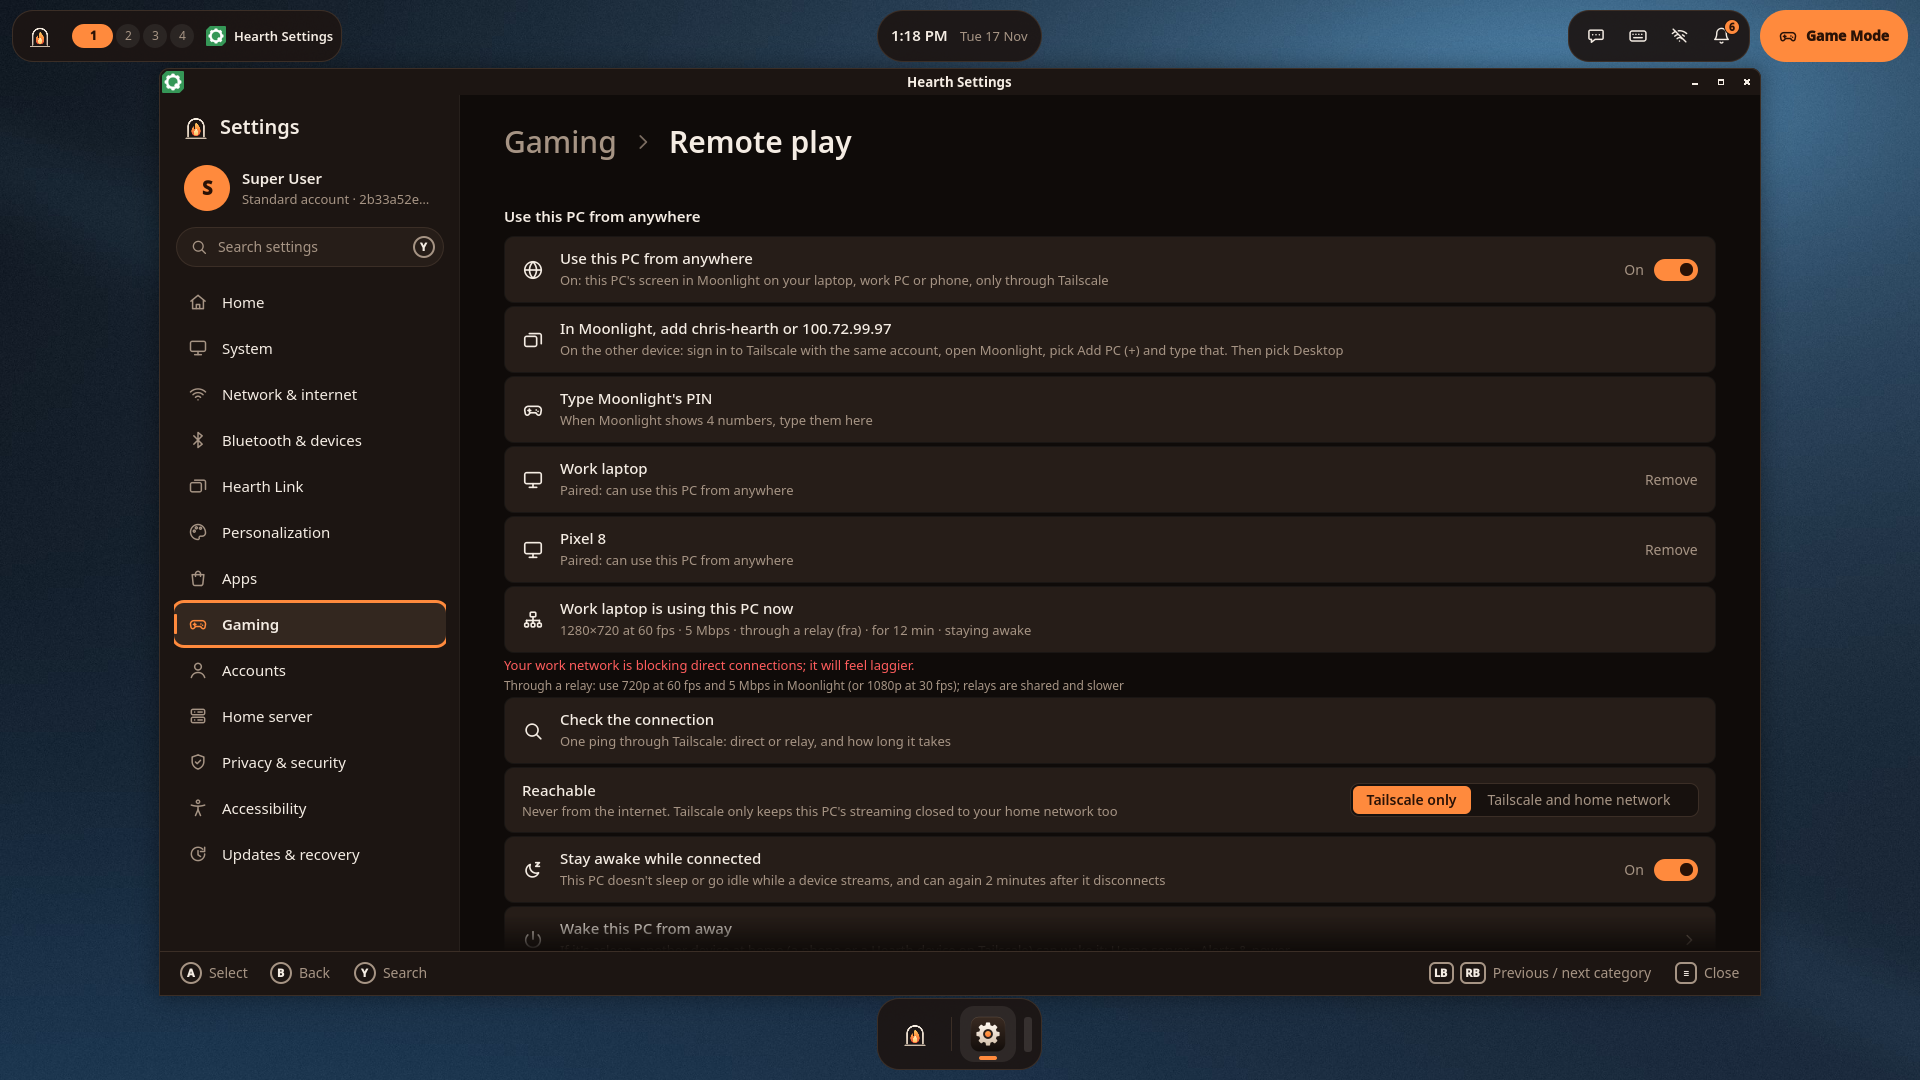 1 2 3 4 Hearth Settings
1:18 PM Tue 17 Nov
6
Game Mode
Hearth Settings
Settings
S
Super User
Standard account · 2b33a52e...
Search settings Y
Home
System
Network & internet
Bluetooth & devices
Hearth Link
Personalization
Apps
Gaming
Accounts
Home server
Privacy & security
Accessibility
Updates & recovery
Gaming > Remote play
Use this PC from anywhere
Use this PC from anywhere
On: this PC's screen in Moonlight on your laptop, work PC or phone, only through Tailscale
On
In Moonlight, add chris-hearth or 100.72.99.97
On the other device: sign in to Tailscale with the same account, open Moonlight, pick Add PC (+) and type that. Then pick Desktop
Type Moonlight's PIN
When Moonlight shows 4 numbers, type them here
Work laptop
Paired: can use this PC from anywhere
Remove
Pixel 8
Paired: can use this PC from anywhere
Remove
Work laptop is using this PC now
1280×720 at 60 fps · 5 Mbps · through a relay (fra) · for 12 min · staying awake
Your work network is blocking direct connections; it will feel laggier.
Through a relay: use 720p at 60 fps and 5 Mbps in Moonlight (or 1080p at 30 fps); relays are shared and slower
Check the connection
One ping through Tailscale: direct or relay, and how long it takes
Reachable
Never from the internet. Tailscale only keeps this PC's streaming closed to your home network too
Tailscale only Tailscale and home network
Stay awake while connected
This PC doesn't sleep or go idle while a device streams, and can again 2 minutes after it disconnects
On
Wake this PC from away
A Select B Back Y Search
LB RB Previous / next category ≡ Close